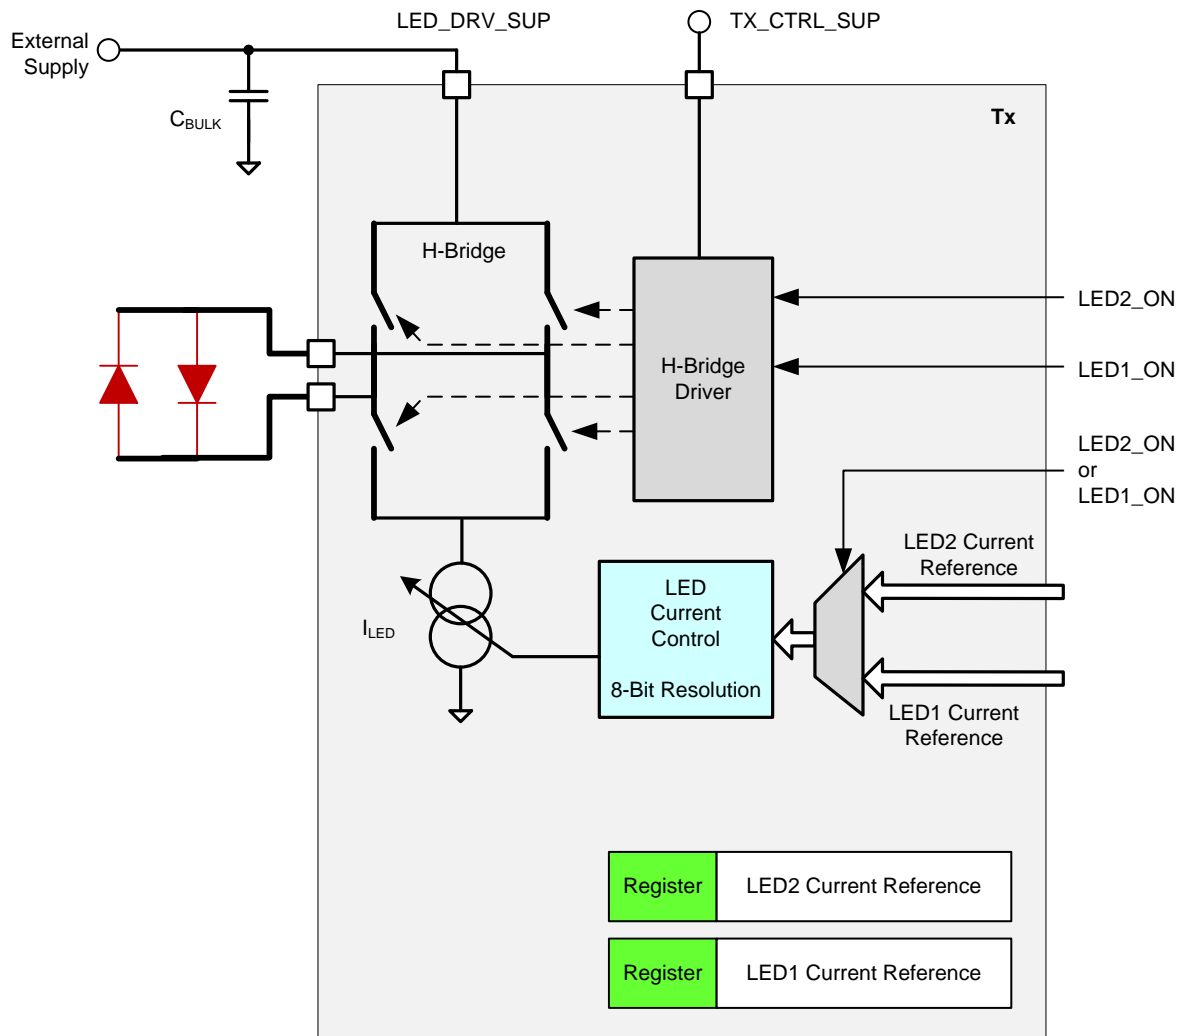 LED_DRV_SUP
TX_CTRL_SUP
External
Supply
CBULK
Tx
H-Bridge
LED2_ON
H-Bridge
Driver
LED1_ON
LED2_ON
or
LED1_ON
LED2 Current
Reference
LED
Current
Control
8-Bit Resolution
ILED
LED1 Current
Reference
Register
LED2 Current Reference
Register
LED1 Current Reference